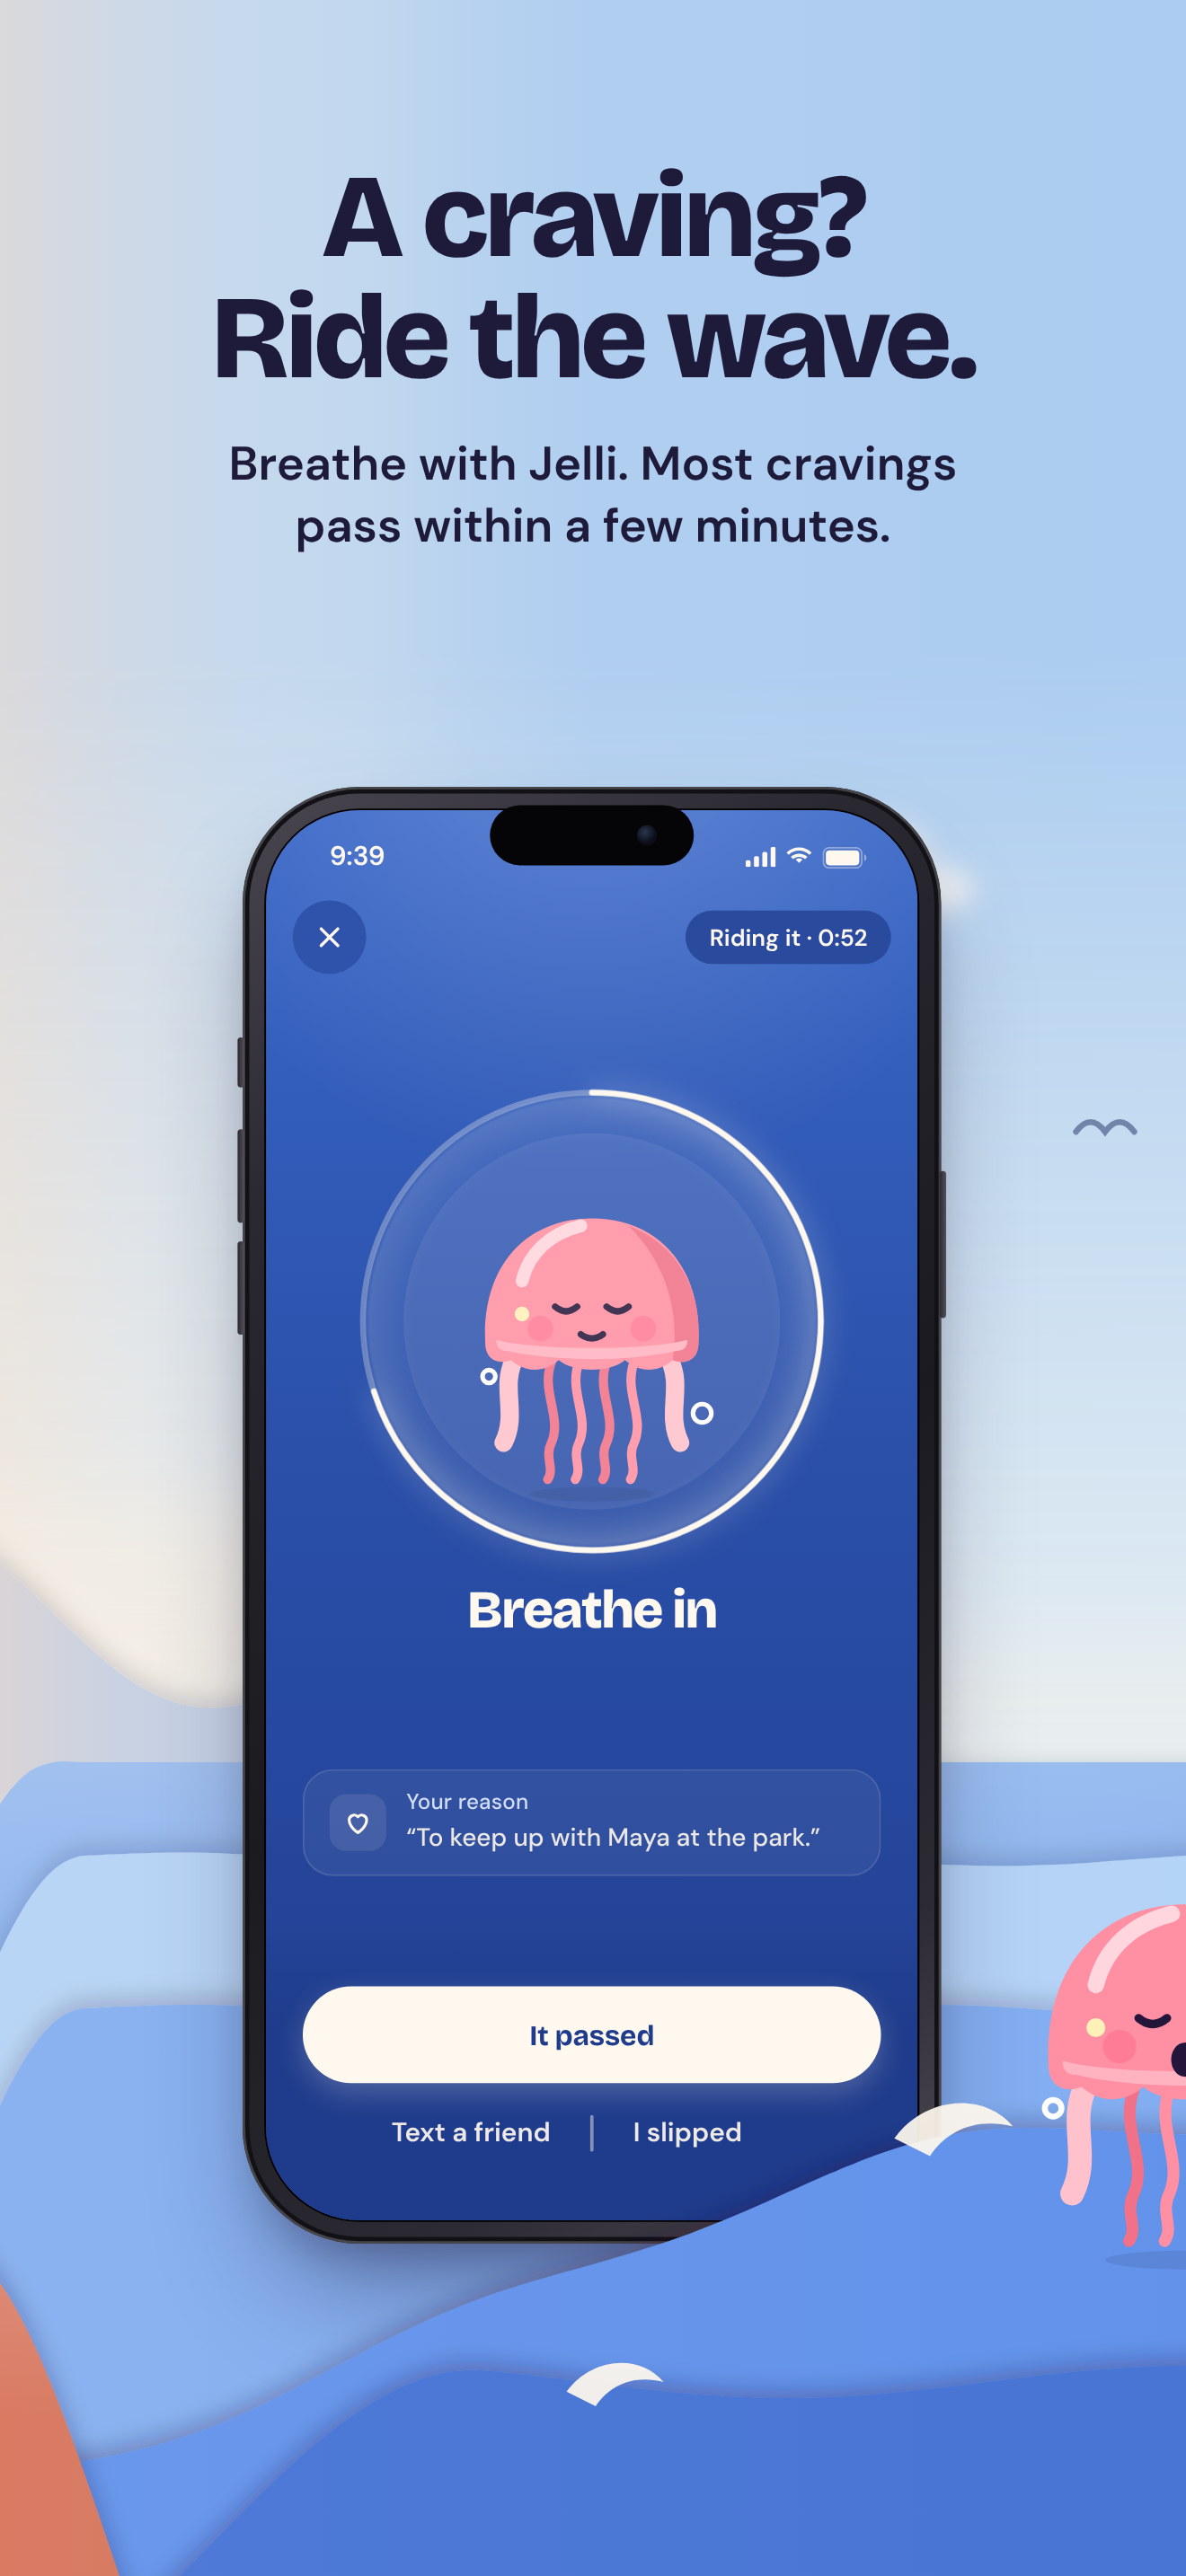 A craving?
Ride the wave.
Breathe with Jelli. Most cravings
pass within a few minutes.
9:39
Riding it · 0:52
Breathe in
Your reason
“To keep up with Maya at the park.”
It passed
Text a friend
I slipped